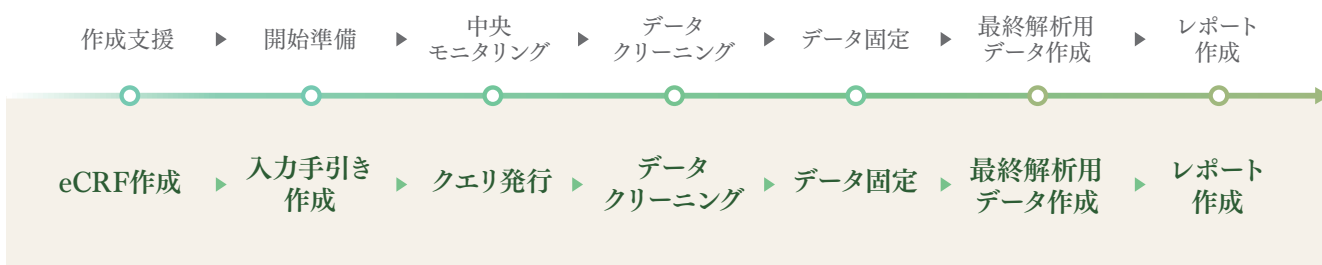 作成支援
開始準備
中央
モニタリング
データ
クリーニング
データ固定
最終解析用
データ作成
レポート
作成
eCRF作成
入力手引き
作成
クエリ発行
データ
クリーニング
データ固定
最終解析用
データ作成
レポート
作成